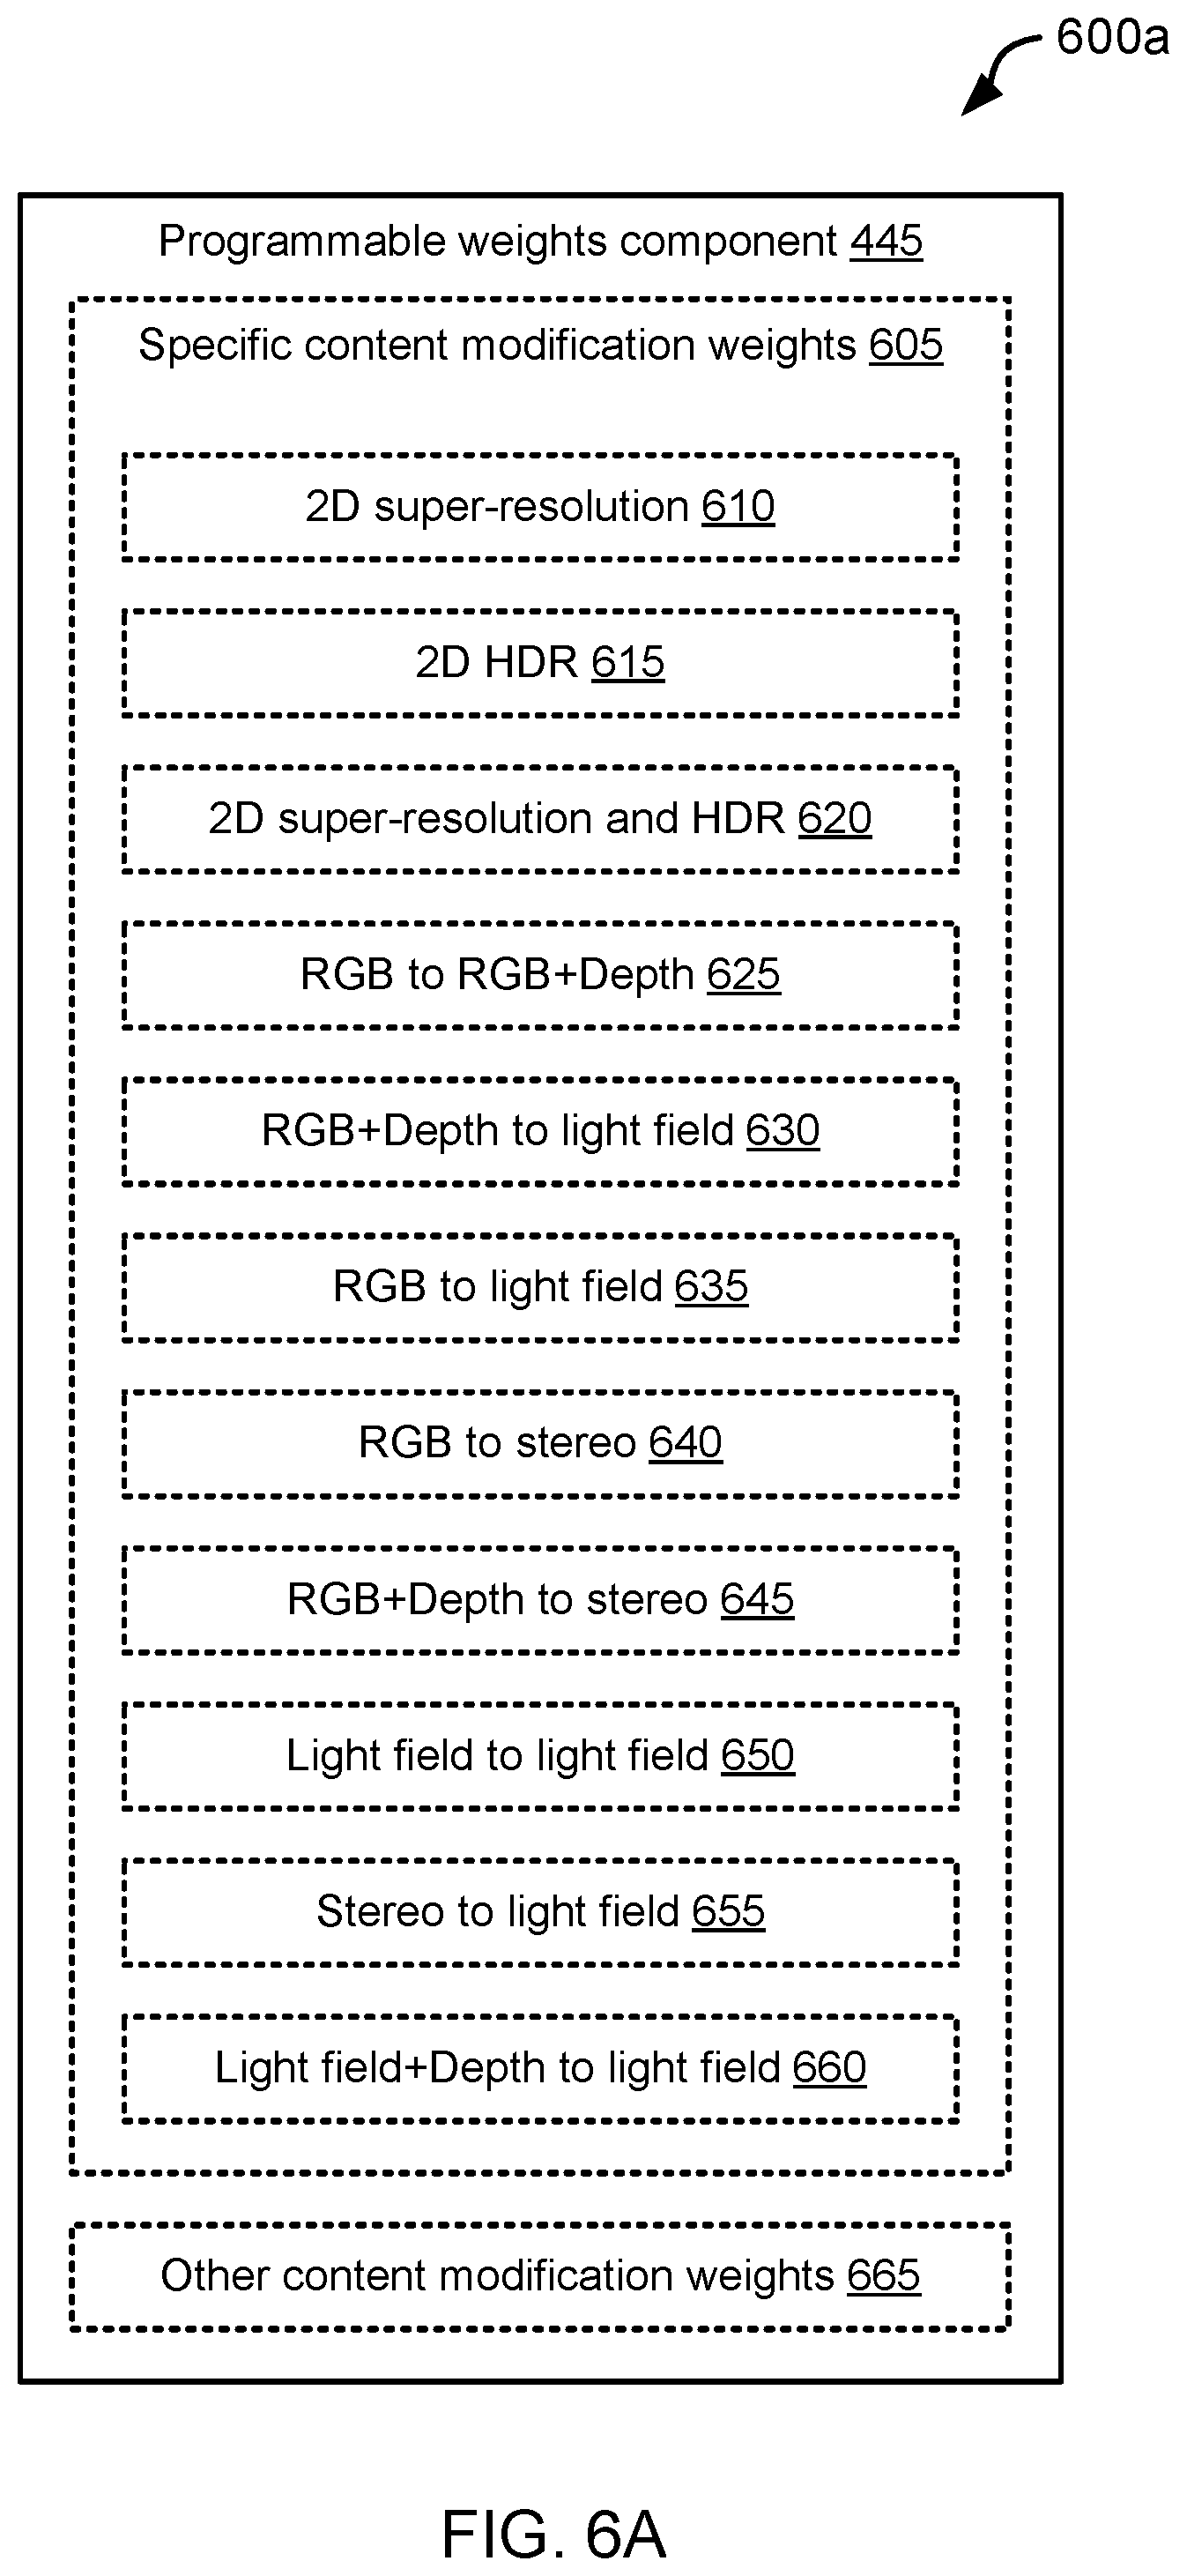 600a
Programmable weights component 445
Specific content modification weights 605
2D super-resolution 610
2D HDR 615
2D super-resolution and HDR 620
RGB to RGB+Depth 625
RGB+Depth to light field 630
RGB to light field 635
RGB to stereo 640
RGB+Depth to stereo 645
Light field to light field 650
Stereo to light field 655
Light field+Depth to light field 660
Other content modification weights 665
FIG. 6A